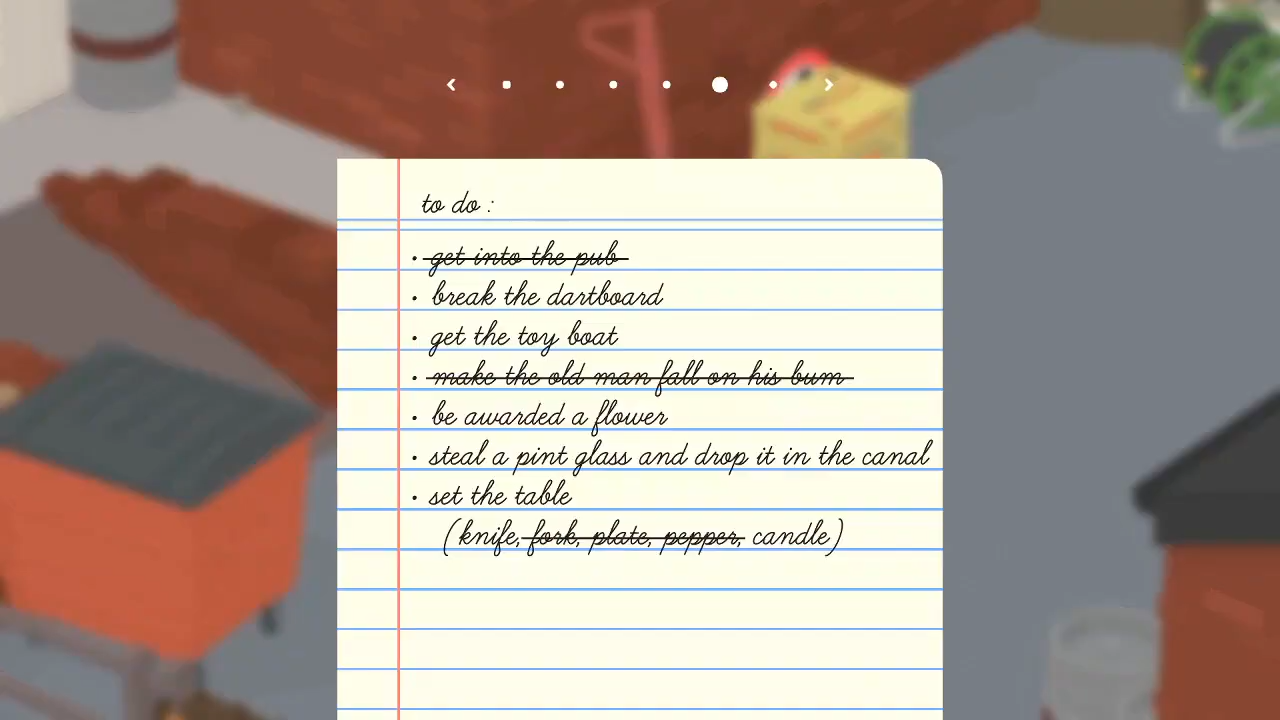 to do :
• get into the pub
• break the dartboard
• get the toy boat
• make the old man fall on his bum
• be awarded a flower
• steal a pint glass and drop it in the canal
• set the table
(knife, fork, plate, pepper, candle)